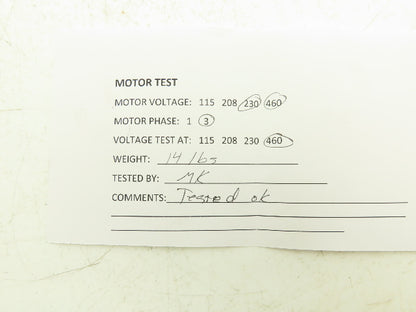 MOTOR TEST
MOTOR VOLTAGE: 115 208 230 460
MOTOR PHASE: 1 3
VOLTAGE TEST AT: 115 208 230 460
WEIGHT: 14 lbs
TESTED BY: MK
COMMENTS: Tested ok